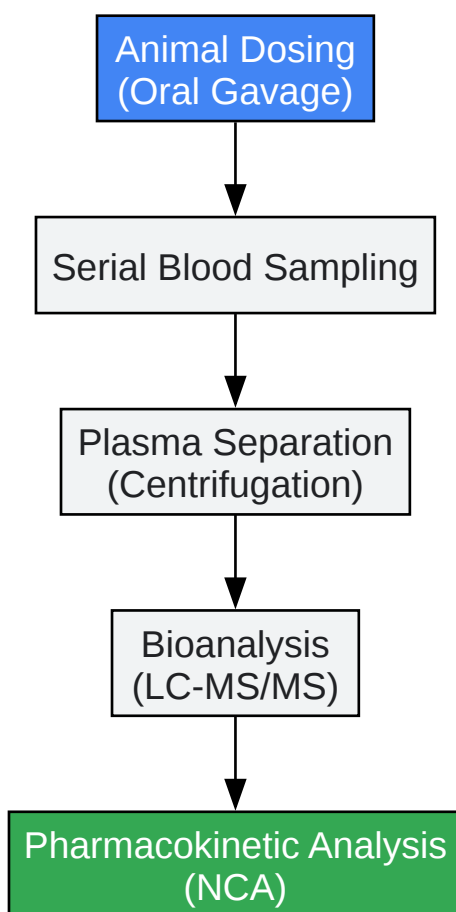 Animal Dosing
(Oral Gavage)
Serial Blood Sampling
Plasma Separation
(Centrifugation)
Bioanalysis
(LC-MS/MS)
Pharmacokinetic Analysis
(NCA)